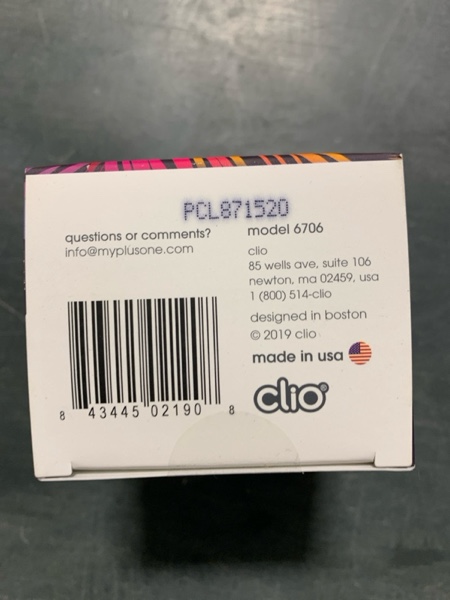 PCL871520
questions or comments?
info@myplusone.com
model 6706
clio
85 wells ave, suite 106
newton, ma 02459, usa
1 (800) 514-clio
designed in boston
© 2019 clio
made in usa
clio®
8 43445 02190 8